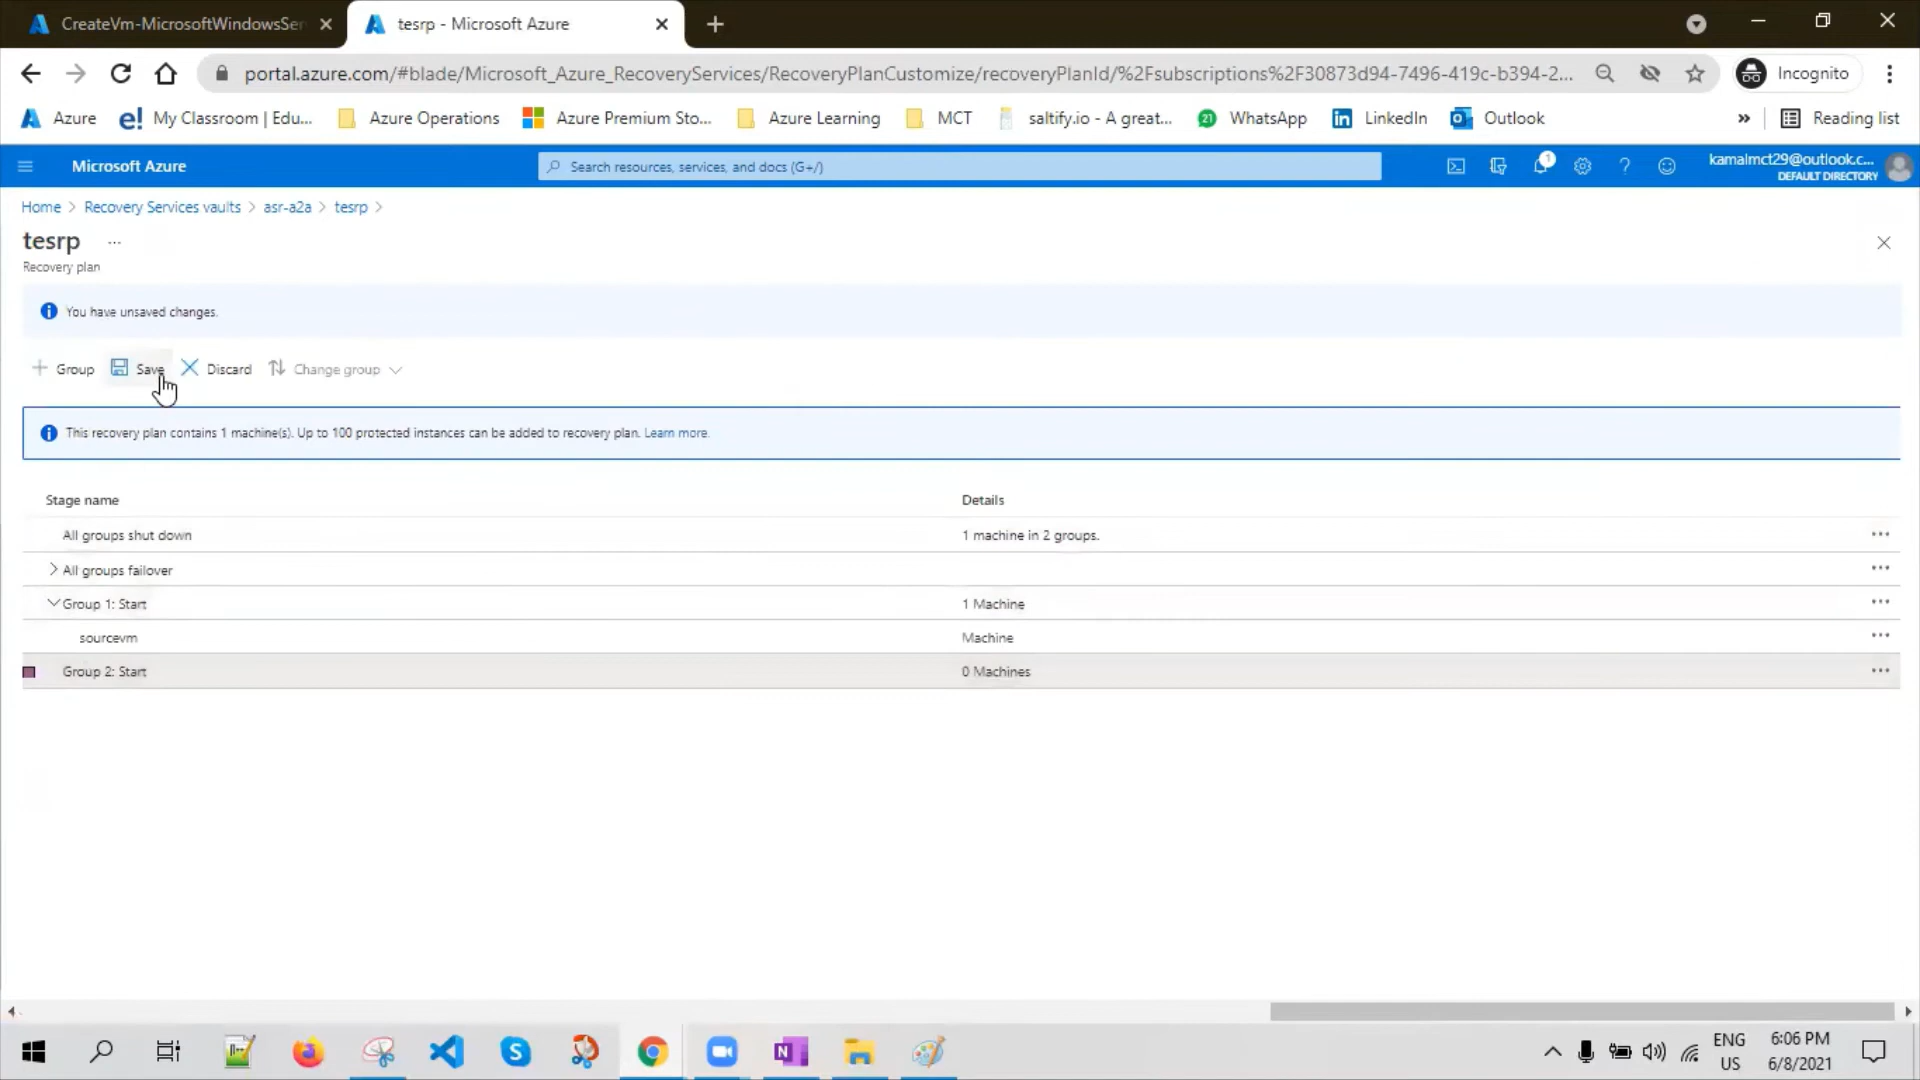 CreateVm-MicrosoftWindowsSer
tesrp - Microsoft Azure
portal.azure.com/#blade/Microsoft_Azure_RecoveryServices/RecoveryPlanCustomize/recoveryPlanId/%2Fsubscriptions%2F30873d94-7496-419c-b394-2...
Incognito
Azure
e! My Classroom | Edu...
Azure Operations
Azure Premium Sto...
Azure Learning
MCT
saltify.io - A great...
21 WhatsApp
LinkedIn
Outlook
»
Reading list
Microsoft Azure
Search resources, services, and docs (G+/)
1
kamalmct29@outlook.c...
DEFAULT DIRECTORY
Home > Recovery Services vaults > asr-a2a > tesrp >
tesrp ...
Recovery plan
You have unsaved changes.
+ Group
Save
Discard
Change group
This recovery plan contains 1 machine(s). Up to 100 protected instances can be added to recovery plan. Learn more.
Stage name Details
All groups shut down 1 machine in 2 groups. ...
All groups failover ...
Group 1: Start 1 Machine ...
sourcevm Machine ...
Group 2: Start 0 Machines ...
ENG
US
6:06 PM
6/8/2021